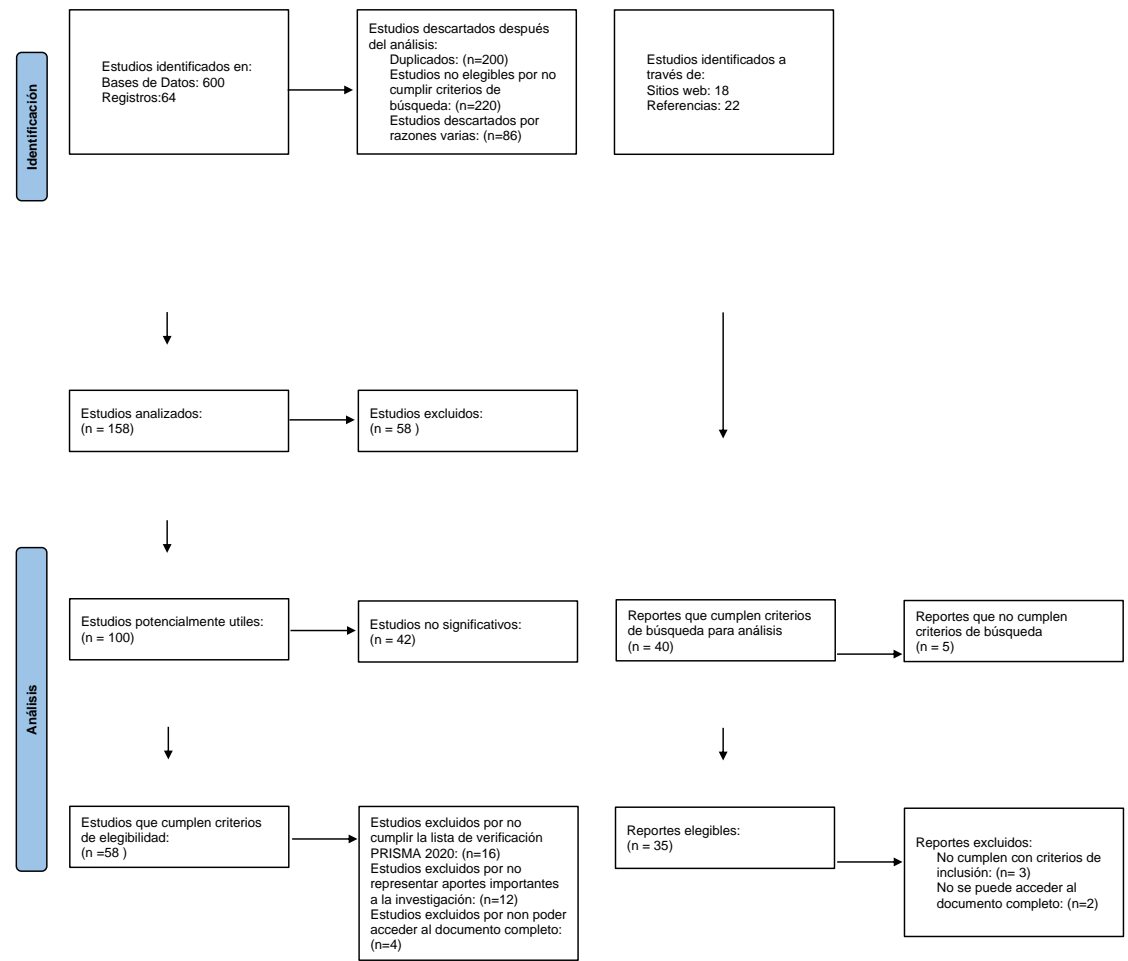 Identificación
Estudios identificados en:
Bases de Datos: 600
Registros:64
Estudios descartados después
del análisis:
Duplicados: (n=200)
Estudios no elegibles por no
cumplir criterios de
búsqueda: (n=220)
Estudios descartados por
razones varias: (n=86)
Estudios identificados a
través de:
Sitios web: 18
Referencias: 22
Estudios analizados:
(n = 158)
Estudios excluidos:
(n = 58 )
Análisis
Estudios potencialmente utiles:
(n = 100)
Estudios no significativos:
(n = 42)
Reportes que cumplen criterios
de búsqueda para análisis
(n = 40)
Reportes que no cumplen
criterios de búsqueda
(n = 5)
Estudios que cumplen criterios
de elegibilidad:
(n =58 )
Estudios excluidos por no
cumplir la lista de verificación
PRISMA 2020: (n=16)
Estudios excluidos por no
representar aportes importantes
a la investigación: (n=12)
Estudios excluidos por non poder
acceder al documento completo:
(n=4)
Reportes elegibles:
(n = 35)
Reportes excluidos:
No cumplen con criterios de
inclusión: (n= 3)
No se puede acceder al
documento completo: (n=2)